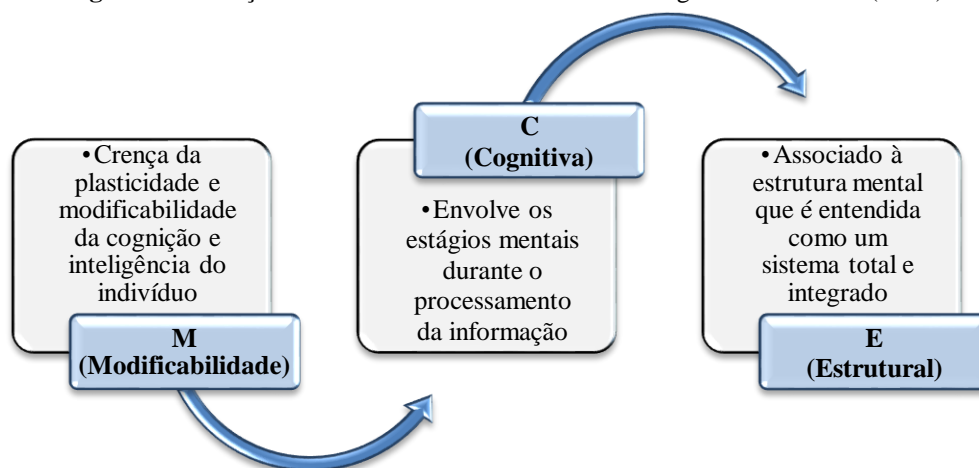 •Crença da
plasticidade e
modificabilidade
da cognição e
inteligência do
indivíduo
M
(Modificabilidade)
C
(Cognitiva)
•Envolve os
estágios mentais
durante o
processamento
da informação
•Associado à
estrutura mental
que é entendida
como um
sistema total e
integrado
E
(Estrutural)